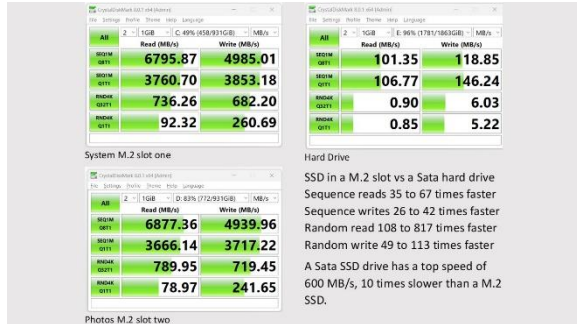 CrystalDiskMark 8.0.1 x64 [Admin]
File Settings Profile Theme Help Language
All 2 1GiB C: 49% (458/931GiB) MB/s
Read (MB/s) Write (MB/s)
SEQ1M Q8T1 6795.87 4985.01
SEQ1M Q1T1 3760.70 3853.18
RND4K Q32T1 736.26 682.20
RND4K Q1T1 92.32 260.69
System M.2 slot one
CrystalDiskMark 8.0.1 x64 [Admin]
File Settings Profile Theme Help Language
All 2 1GiB E: 96% (1781/1863GiB) MB/s
Read (MB/s) Write (MB/s)
SEQ1M Q8T1 101.35 118.85
SEQ1M Q1T1 106.77 146.24
RND4K Q32T1 0.90 6.03
RND4K Q1T1 0.85 5.22
Hard Drive
CrystalDiskMark 8.0.1 x64 [Admin]
File Settings Profile Theme Help Language
All 2 1GiB D: 83% (772/931GiB) MB/s
Read (MB/s) Write (MB/s)
SEQ1M Q8T1 6877.36 4939.96
SEQ1M Q1T1 3666.14 3717.22
RND4K Q32T1 789.95 719.45
RND4K Q1T1 78.97 241.65
Photos M.2 slot two
SSD in a M.2 slot vs a Sata hard drive
Sequence reads 35 to 67 times faster
Sequence writes 26 to 42 times faster
Random read 108 to 817 times faster
Random write 49 to 113 times faster
A Sata SSD drive has a top speed of
600 MB/s, 10 times slower than a M.2
SSD.